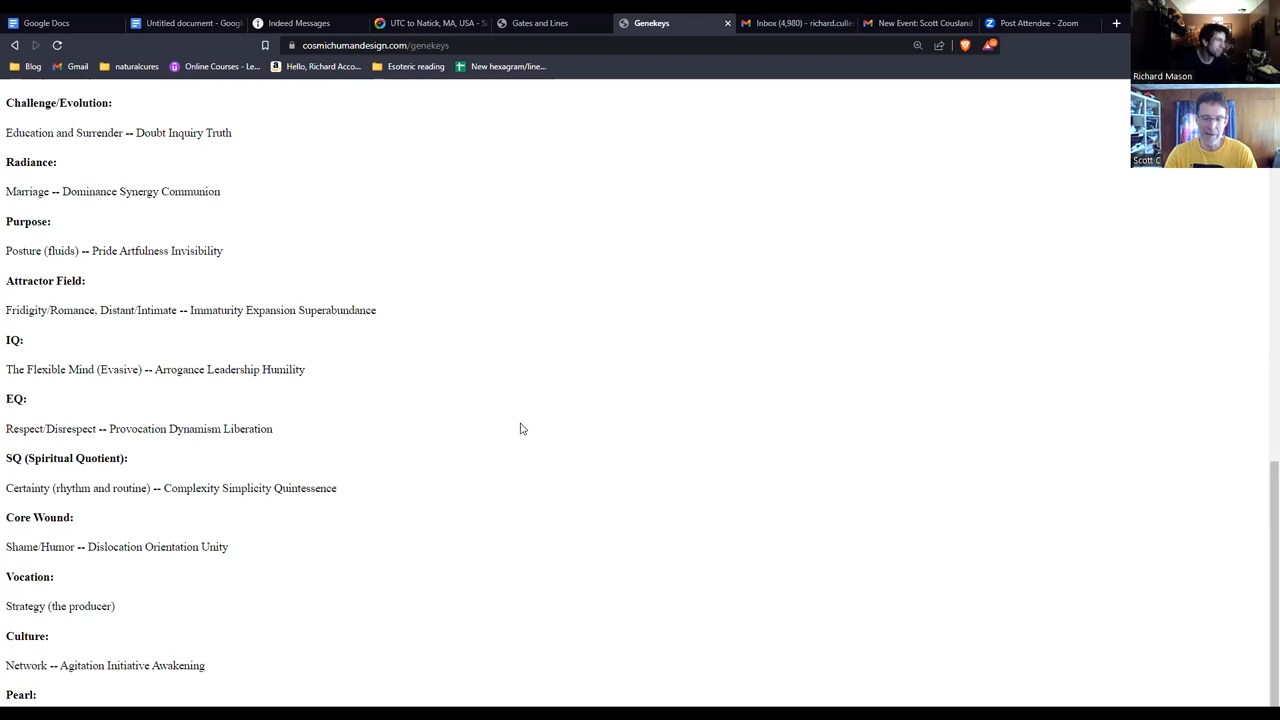 Google Docs
Untitled document - Googl
Indeed Messages
UTC to Natick, MA, USA - S
Gates and Lines
Genekeys
Inbox (4,980) - richard.culle
New Event: Scott Cousland
Post Attendee - Zoom
cosmichumandesign.com/genekeys
Blog
Gmail
naturalcures
Online Courses - Le...
Hello, Richard Acco...
Esoteric reading
New hexagram/line...
Richard Mason
Scott C
Challenge/Evolution:
Education and Surrender -- Doubt Inquiry Truth
Radiance:
Marriage -- Dominance Synergy Communion
Purpose:
Posture (fluids) -- Pride Artfulness Invisibility
Attractor Field:
Fridigity/Romance, Distant/Intimate -- Immaturity Expansion Superabundance
IQ:
The Flexible Mind (Evasive) -- Arrogance Leadership Humility
EQ:
Respect/Disrespect -- Provocation Dynamism Liberation
SQ (Spiritual Quotient):
Certainty (rhythm and routine) -- Complexity Simplicity Quintessence
Core Wound:
Shame/Humor -- Dislocation Orientation Unity
Vocation:
Strategy (the producer)
Culture:
Network -- Agitation Initiative Awakening
Pearl: